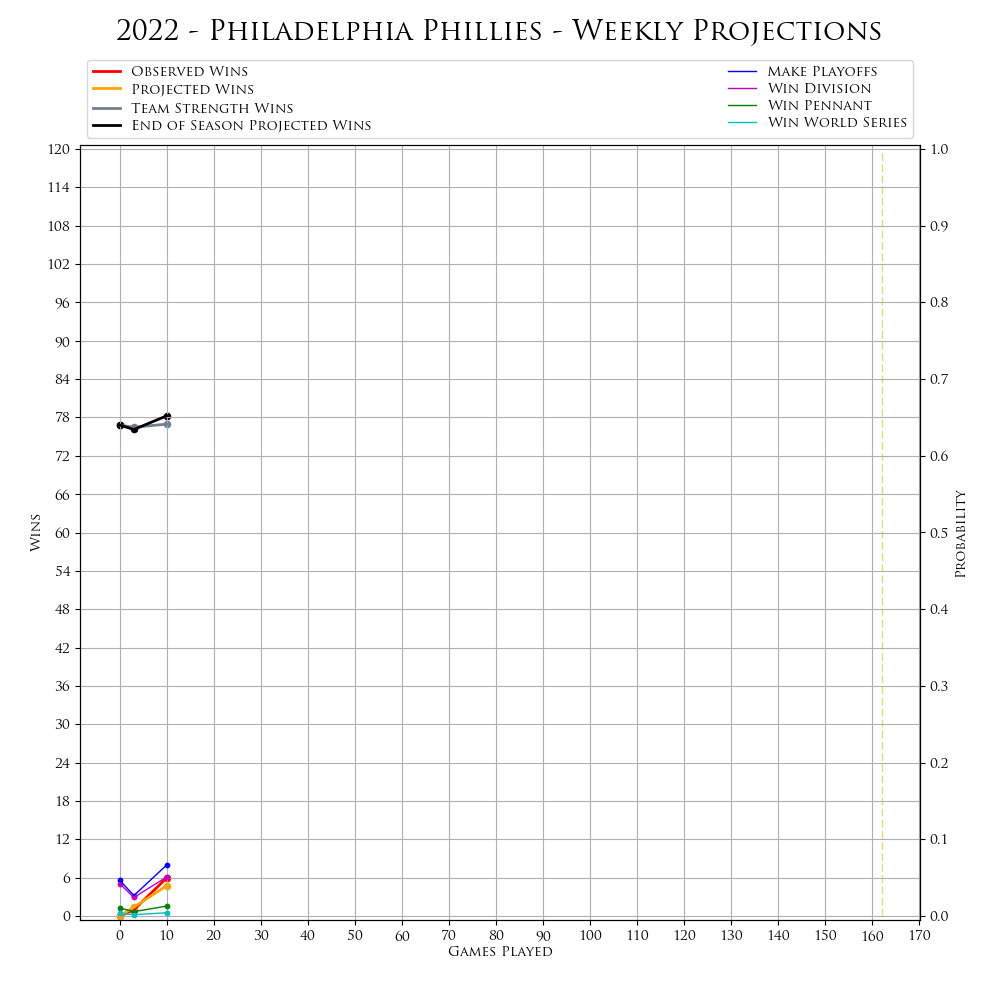 2022 - Philadelphia Phillies - Weekly Projections
Observed Wins
Projected Wins
Team Strength Wins
End of Season Projected Wins
Make Playoffs
Win Division
Win Pennant
Win World Series
120
114
108
102
96
90
84
78
72
66
60
54
48
42
36
30
24
18
12
6
0
Wins
1.0
0.9
0.8
0.7
0.6
0.5
0.4
0.3
0.2
0.1
0.0
Probability
0 10 20 30 40 50 60 70 80 90 100 110 120 130 140 150 160 170
Games Played